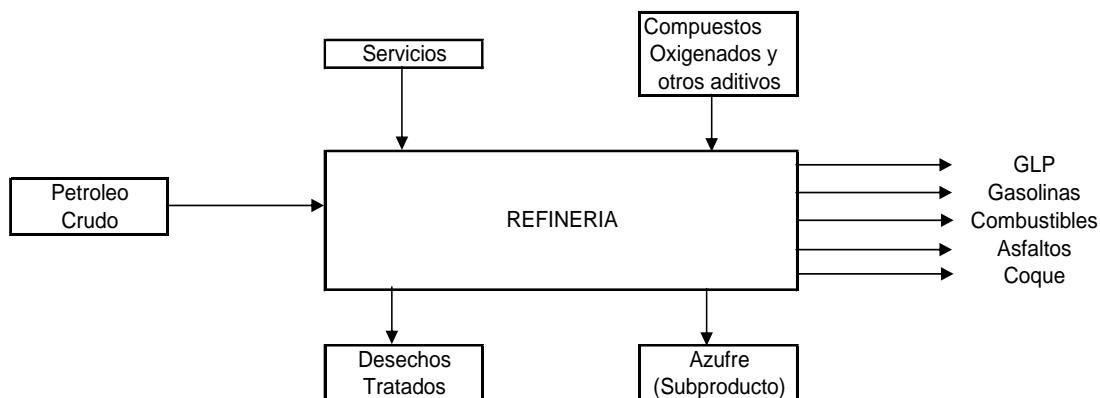 Servicios
Compuestos
Oxigenados y
otros aditivos
Petroleo
Crudo
REFINERIA
GLP
Gasolinas
Combustibles
Asfaltos
Coque
Desechos
Tratados
Azufre
(Subproducto)